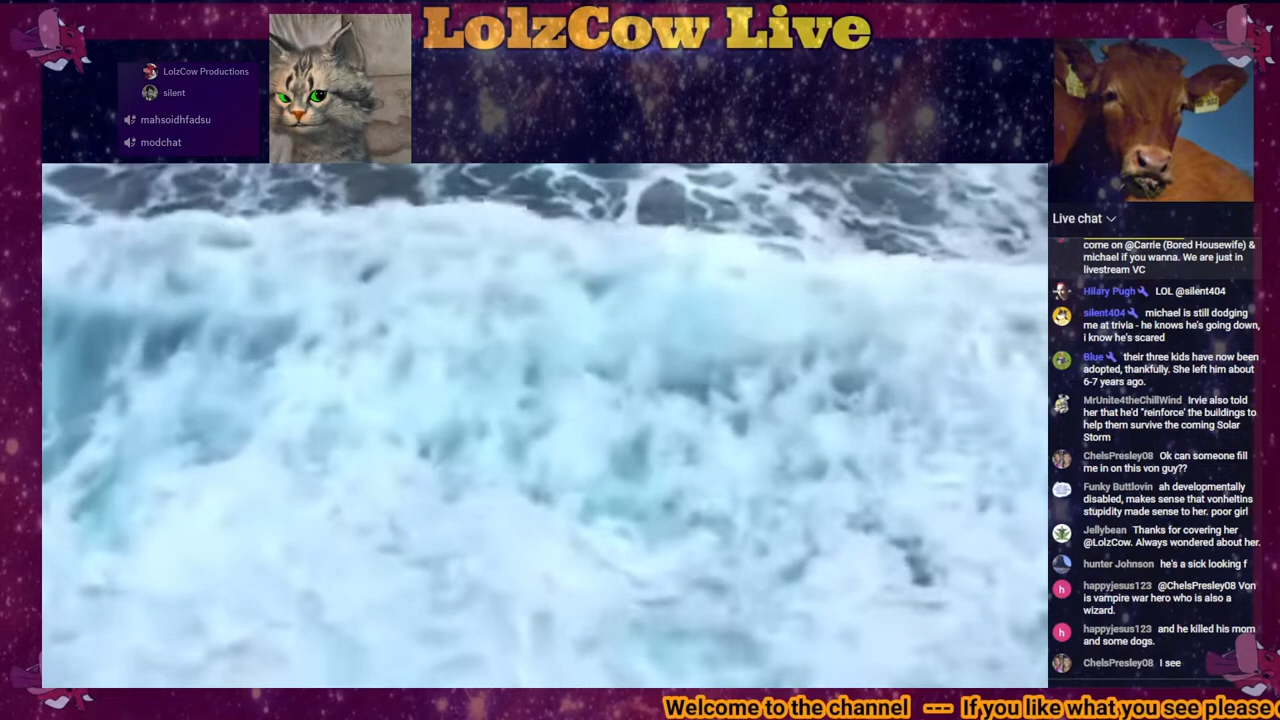 LolzCow Live
LolzCow Productions
silent
mahsoidhfadsu
modchat
Live chat
come on @Carrie (Bored Housewife) &
michael if you wanna. We are just in
livestream VC
Hilary Pugh LOL @silent404
silent404 michael is still dodging
me at trivia - he knows he's going down,
i know he's scared
Blue their three kids have now been
adopted, thankfully. She left him about
6-7 years ago.
MrUnite4theChillWind Irvie also told
her that he'd "reinforce' the buildings to
help them survive the coming Solar
Storm
ChelsPresley08 Ok can someone fill
me in on this von guy??
Funky Buttlovin ah developmentally
disabled, makes sense that vonheltins
stupidity made sense to her. poor girl
Jellybean Thanks for covering her
@LolzCow. Always wondered about her.
hunter Johnson he's a sick looking f
h
happyjesus123 @ChelsPresley08 Von
is vampire war hero who is also a
wizard.
h
happyjesus123 and he killed his mom
and some dogs.
ChelsPresley08 I see
Welcome to the channel --- If you like what you see please